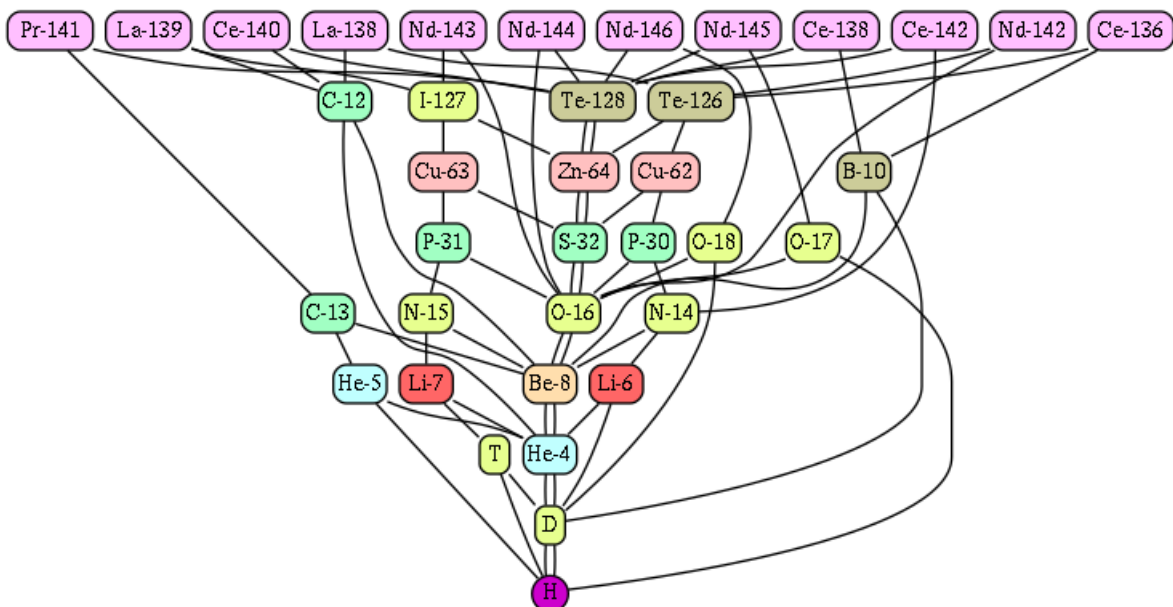 Pr-141 La-139 Ce-140 La-138 Nd-143 Nd-144 Nd-146 Nd-145 Ce-138 Ce-142 Nd-142 Ce-136
C-12 I-127 Te-128 Te-126
Cu-63 Zn-64 Cu-62 B-10
P-31 S-32 P-30 O-18 O-17
C-13 N-15 O-16 N-14
He-5 Li-7 Be-8 Li-6
T He-4
D
H